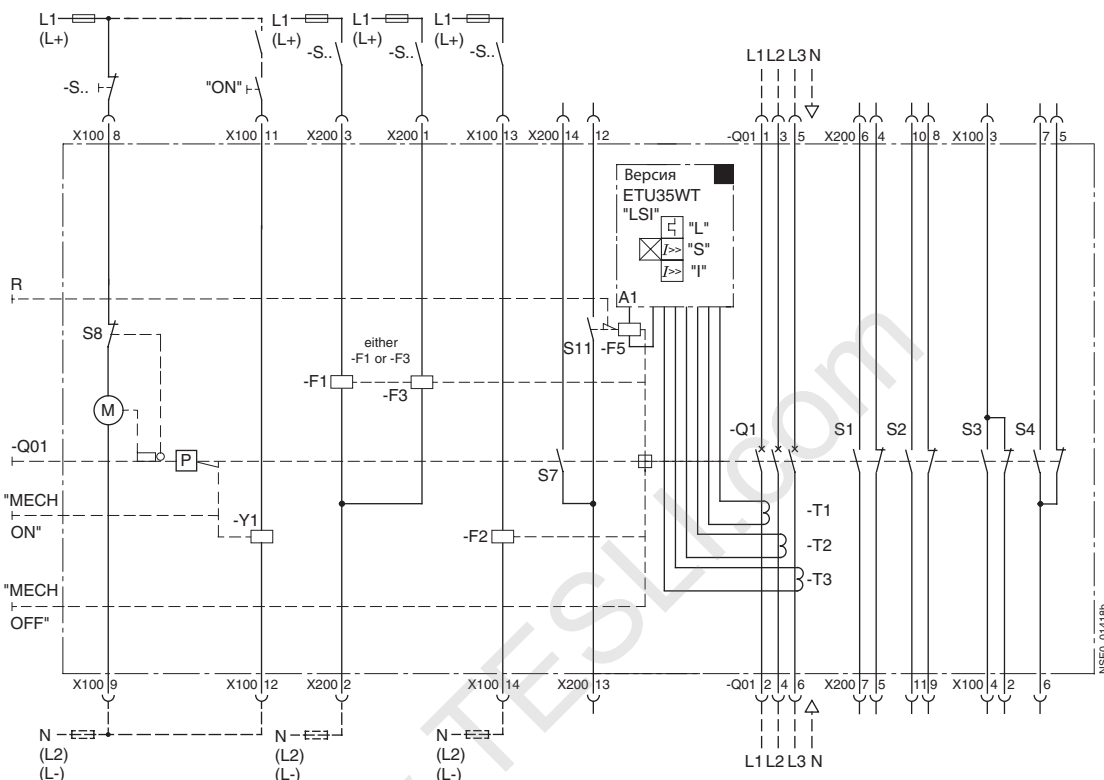 L1
(L+)
L1
(L+)
L1
(L+)
L1
(L+)
-S..
"ON"
-S..
-S..
-S..
L1 L2 L3 N
X100 8
X100 11
X200 3
X200 1
X100 13
X200 14
12
-Q01 1 3 5
X200 6 4
10 8
X100 3
7 5
Версия
ETU35WT
"LSI"
"L"
I>> "S"
I>> "I"
A1
R
S8
S11
-F5
either
-F1 or -F3
-F1
-F3
M
-Q01
P
S7
-Q1
S1
S2
S3
S4
"MECH
ON"
-Y1
-F2
-T1
-T2
-T3
"MECH
OFF"
TESLI.com
NSE0_01418b
X100 9
X100 12
X200 2
X100 14
X200 13
-Q01 2 4 6
X200 7 5
11 9
X100 4 2
6
N
(L2)
(L-)
N
(L2)
(L-)
N
(L2)
(L-)
L1 L2 L3 N